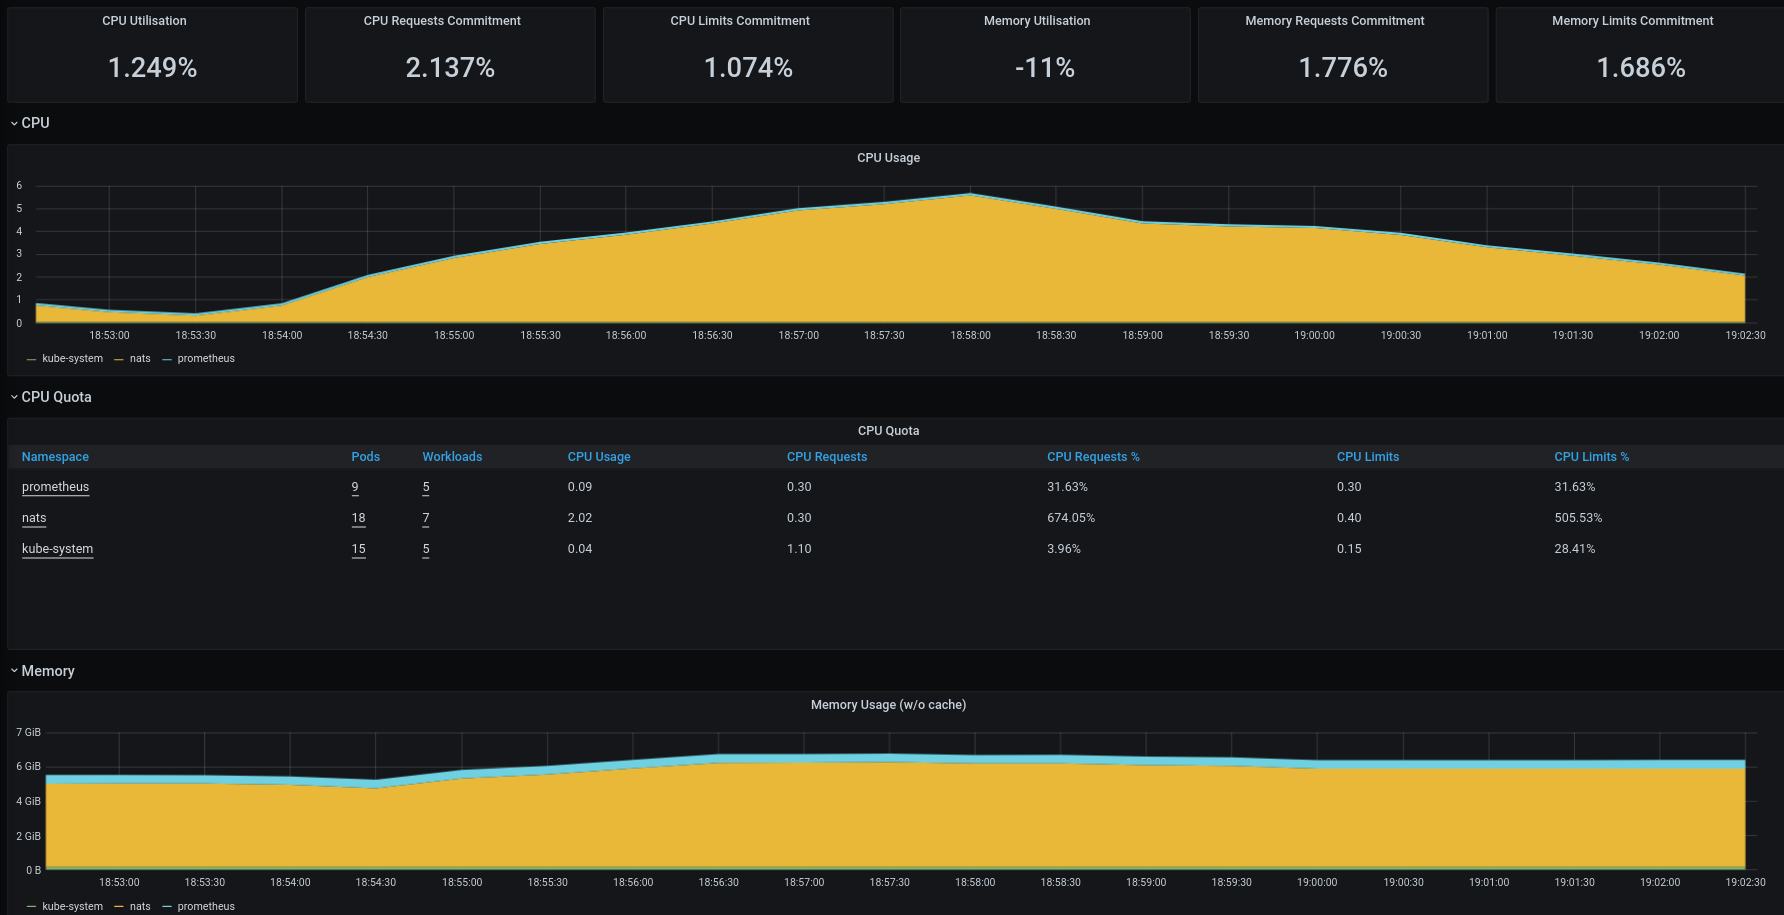 CPU Utilisation CPU Requests Commitment CPU Limits Commitment Memory Utilisation Memory Requests Commitment Memory Limits Commitment
1.249% 2.137% 1.074% -11% 1.776% 1.686%
CPU
CPU Usage
6
5
4
3
2
1
0
18:53:00 18:53:30 18:54:00 18:54:30 18:55:00 18:55:30 18:56:00 18:56:30 18:57:00 18:57:30 18:58:00 18:58:30 18:59:00 18:59:30 19:00:00 19:00:30 19:01:00 19:01:30 19:02:00 19:02:30
kube-system nats prometheus
CPU Quota
CPU Quota
Namespace Pods Workloads CPU Usage CPU Requests CPU Requests % CPU Limits CPU Limits %
prometheus 9 5 0.09 0.30 31.63% 0.30 31.63%
nats 18 7 2.02 0.30 674.05% 0.40 505.53%
kube-system 15 5 0.04 1.10 3.96% 0.15 28.41%
Memory
Memory Usage (w/o cache)
7 GiB
6 GiB
4 GiB
2 GiB
0 B
18:53:00 18:53:30 18:54:00 18:54:30 18:55:00 18:55:30 18:56:00 18:56:30 18:57:00 18:57:30 18:58:00 18:58:30 18:59:00 18:59:30 19:00:00 19:00:30 19:01:00 19:01:30 19:02:00 19:02:30
kube-system nats prometheus